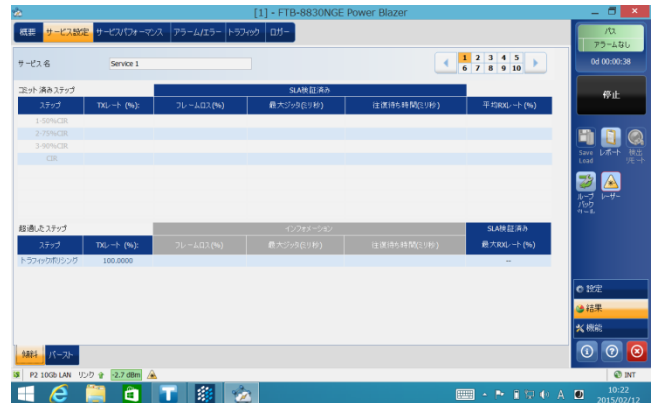 [1] - FTB-8830NGE Power Blazer
概要 サービス設定 サービスパフォーマンス アラーム/エラー トラフィック ロガー
パス
アラームなし
0d 00:00:38
サービス名 Service 1
1 2 3 4 5
6 7 8 9 10
停止
コミット済みステップ SLA検証済み
ステップ TXレート (%): フレームロス(%) 最大ジッタ(ミリ秒) 往復待ち時間(ミリ秒) 平均RXレート(%)
1-50%CIR
2-75%CIR
3-90%CIR
CIR
Save Load レポート 検出 リモート
ループバックツール レーザー
超過したステップ インフォメーション SLA検証済み
ステップ TXレート (%): フレームロス(%) 最大ジッタ(ミリ秒) 往復待ち時間(ミリ秒) 最大RXレート(%)
トラフィックポリシング 100.0000 --
設定
結果
機能
傾斜 バースト
P2 10Gb LAN リンク -2.7 dBm INT
A 10:22
2015/02/12